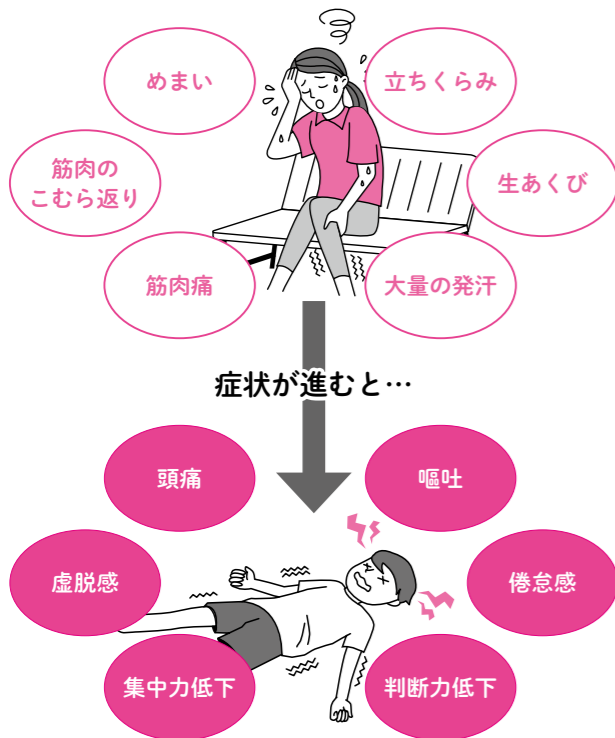 めまい
立ちくらみ
筋肉の
こむら返り
生あくび
筋肉痛
大量の発汗
症状が進むと…
頭痛
嘔吐
虚脱感
倦怠感
集中力低下
判断力低下